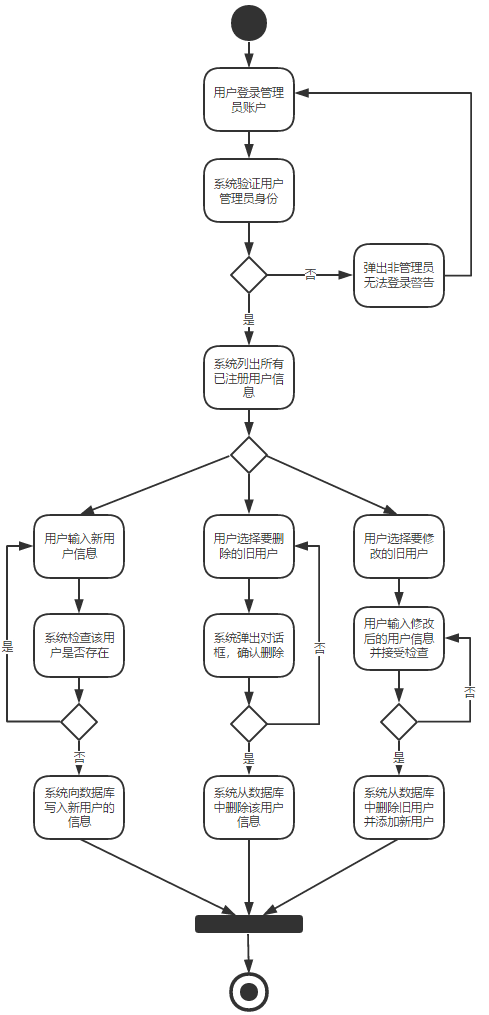 用户登录管理
员账户
系统验证用户
管理员身份
否
弹出非管理员
无法登录警告
是
系统列出所有
已注册用户信
息
用户输入新用
户信息
用户选择要删
除的旧用户
用户选择要修
改的旧用户
系统检查该用
户是否存在
系统弹出对话
框，确认删除
用户输入修改
后的用户信息
并接受检查
是
否
否
否
是
是
系统向数据库
写入新用户的
信息
系统从数据库
中删除该用户
信息
系统从数据库
中删除旧用户
并添加新用户